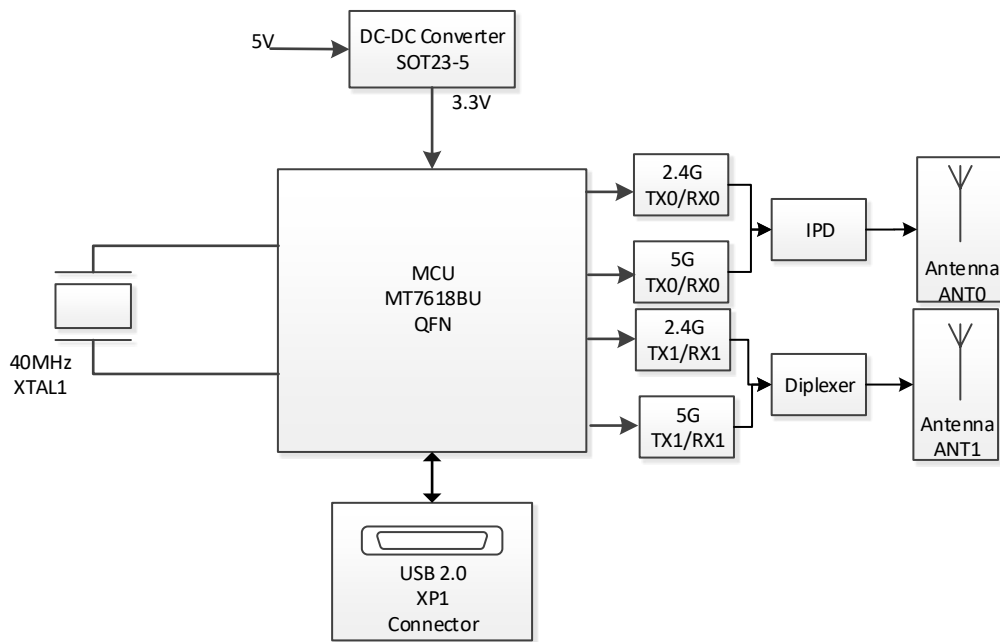 5V
DC-DC Converter
SOT23-5
3.3V
40MHz
XTAL1
MCU
MT7618BU
QFN
2.4G
TX0/RX0
5G
TX0/RX0
2.4G
TX1/RX1
5G
TX1/RX1
IPD
Diplexer
Antenna
ANT0
Antenna
ANT1
USB 2.0
XP1
Connector